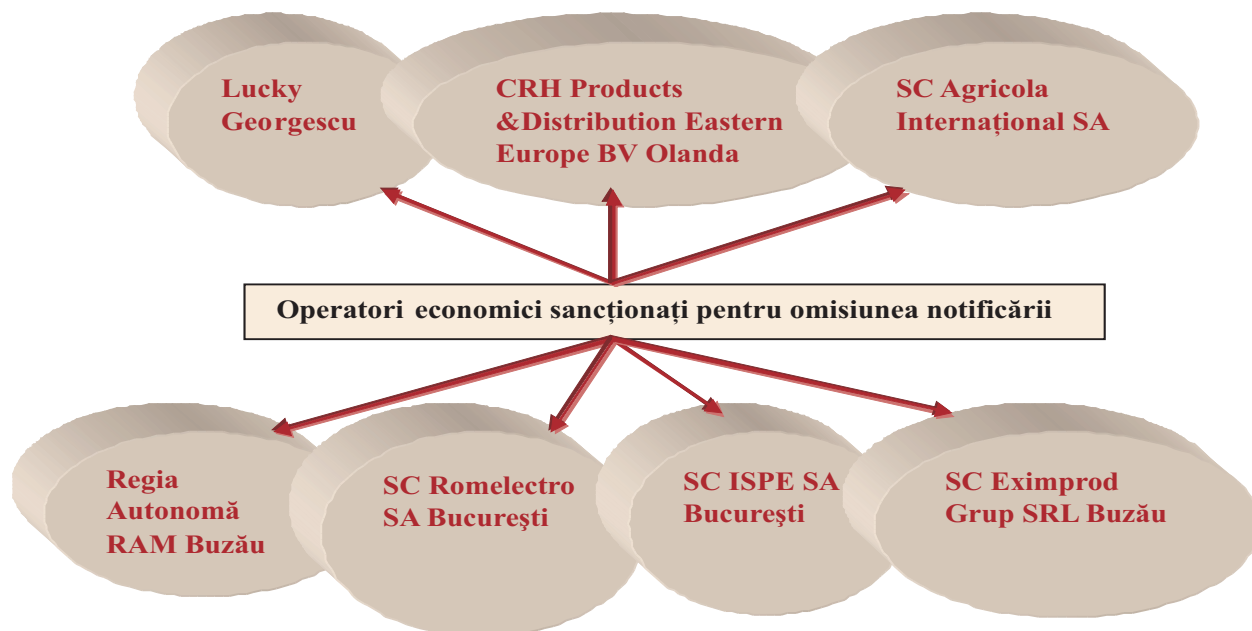 Lucky
Georgescu
CRH Products
&Distribution Eastern
Europe BV Olanda
SC Agricola
Internațional SA
Operatori economici sancționați pentru omisiunea notificării
Regia
Autonomă
RAM Buzău
SC Romelectro
SA Bucureşti
SC ISPE SA
Bucureşti
SC Eximprod
Grup SRL Buzău